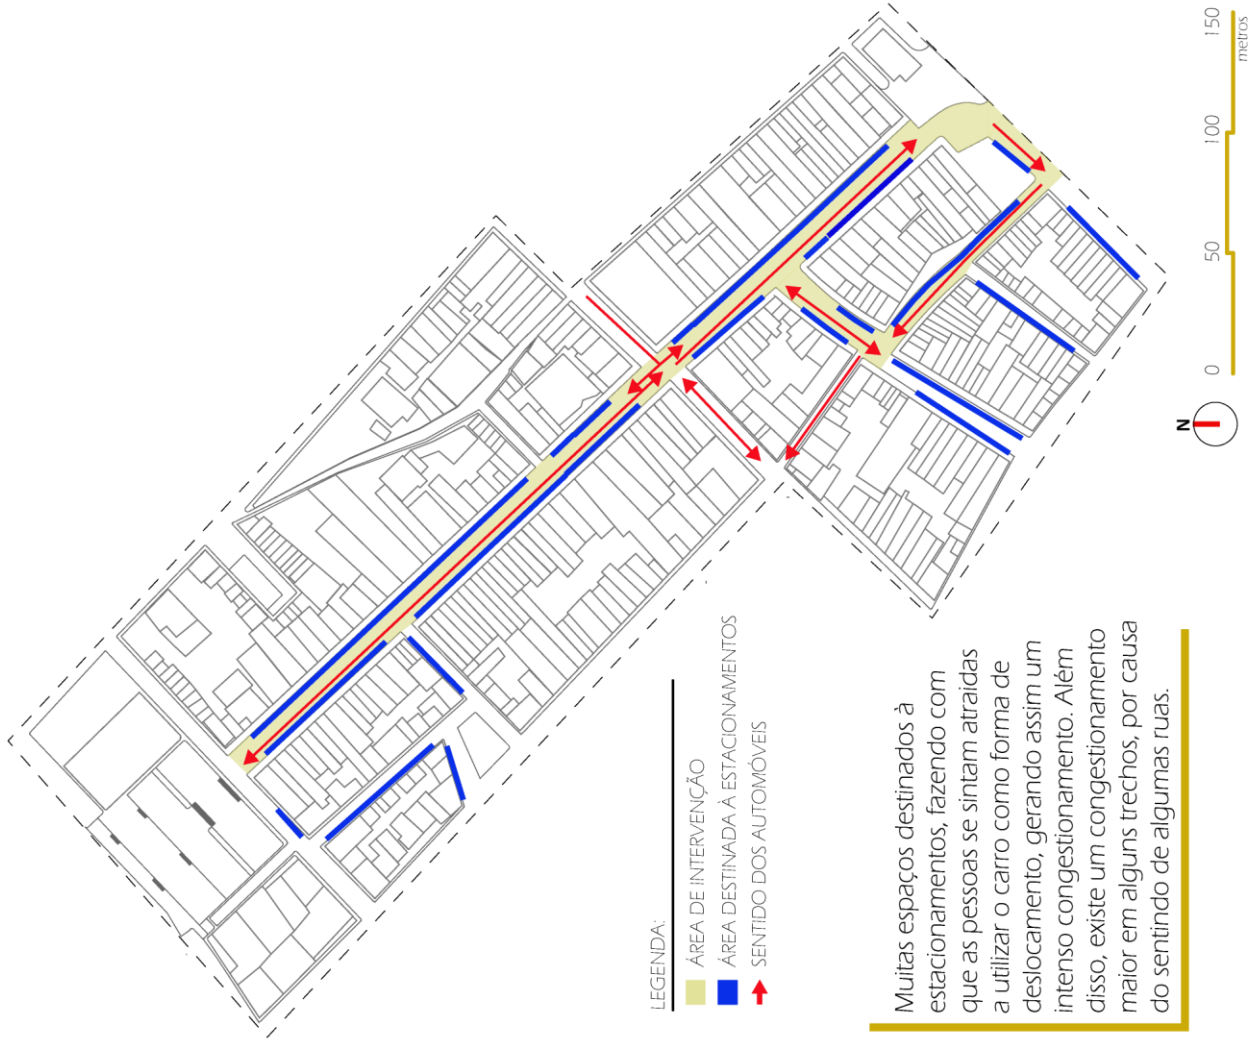 LEGENDA:
ÁREA DE INTERVENÇÃO
ÁREA DESTINADA À ESTACIONAMENTOS
SENTIDO DOS AUTOMÓVEIS
Muitas espaços destinados à
estacionamentos, fazendo com
que as pessoas se sintam atraidas
a utilizar o carro como forma de
deslocamento, gerando assim um
intenso congestionamento. Além
disso, existe um congestionamento
maior em alguns trechos, por causa
do sentindo de algumas ruas.
N
0 50 100 150
metros